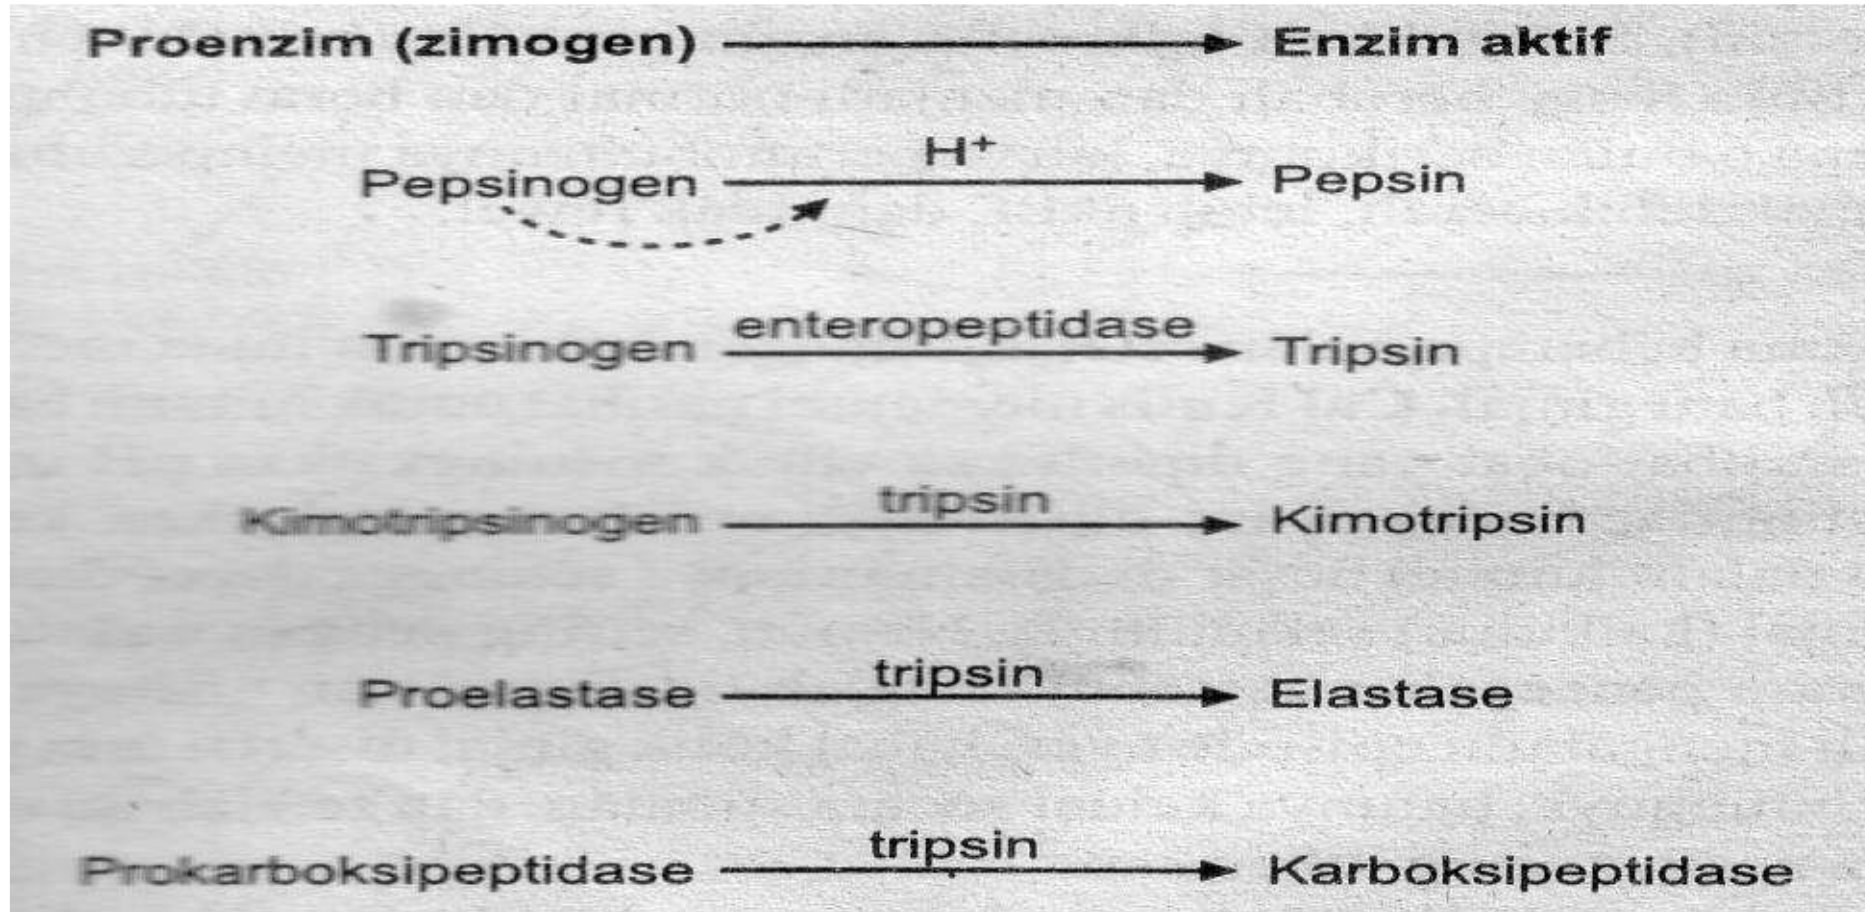 Proenzim (zimogen) Enzim aktif
H+
Pepsinogen Pepsin
enteropeptidase
Tripsinogen Tripsin
tripsin
Kimotripsinogen Kimotripsin
tripsin
Proelastase Elastase
tripsin
Prokarboksipeptidase Karboksipeptidase